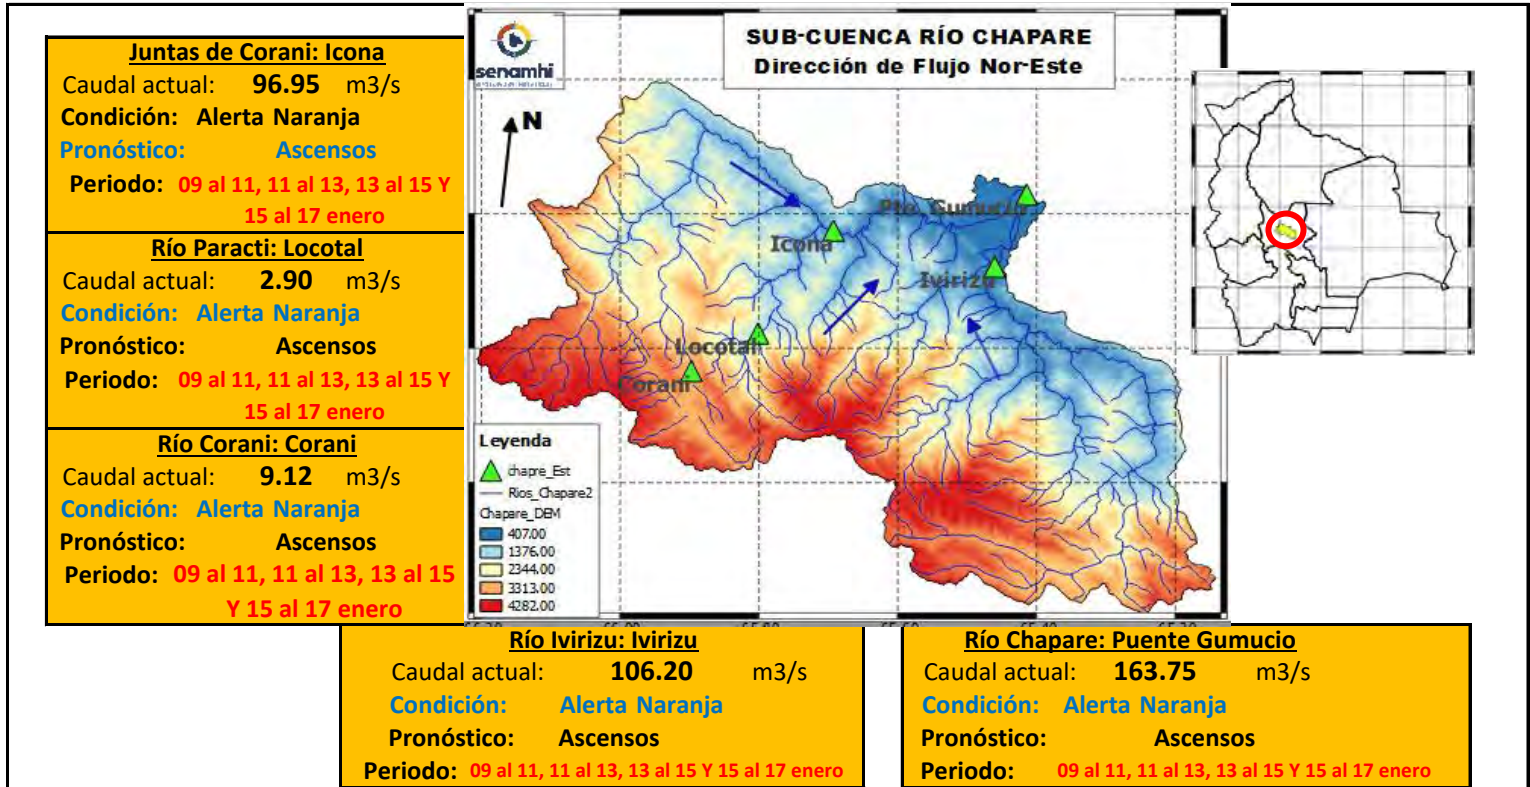 Juntas de Corani: Icona
Caudal actual: 96.95 m3/s
Condición: Alerta Naranja
Pronóstico: Ascensos
Periodo: 09 al 11, 11 al 13, 13 al 15 Y
15 al 17 enero
Río Paracti: Locotal
Caudal actual: 2.90 m3/s
Condición: Alerta Naranja
Pronóstico: Ascensos
Periodo: 09 al 11, 11 al 13, 13 al 15 Y
15 al 17 enero
Río Corani: Corani
Caudal actual: 9.12 m3/s
Condición: Alerta Naranja
Pronóstico: Ascensos
Periodo: 09 al 11, 11 al 13, 13 al 15
Y 15 al 17 enero
senamhi
SUB-CUENCA RÍO CHAPARE
Dirección de Flujo Nor-Este
N
Pte. Gumucio
Icona
Ivirizu
Locotal
Corani
Leyenda
chapre_Est
Rios_Chapare2
Chapare_DEM
407.00
1376.00
2344.00
3313.00
4282.00
Río Ivirizu: Ivirizu
Caudal actual: 106.20 m3/s
Condición: Alerta Naranja
Pronóstico: Ascensos
Periodo: 09 al 11, 11 al 13, 13 al 15 Y 15 al 17 enero
Río Chapare: Puente Gumucio
Caudal actual: 163.75 m3/s
Condición: Alerta Naranja
Pronóstico: Ascensos
Periodo: 09 al 11, 11 al 13, 13 al 15 Y 15 al 17 enero